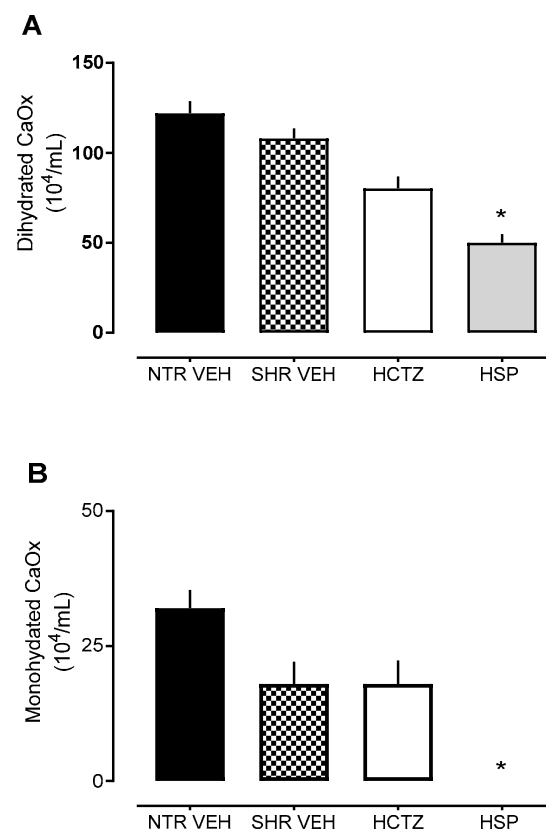 A
150
100
50
0
Dihydrated CaOx
(10⁴/mL)
*
NTR VEH SHR VEH HCTZ HSP
B
50
25
0
Monohydated CaOx
(10⁴/mL)
*
NTR VEH SHR VEH HCTZ HSP